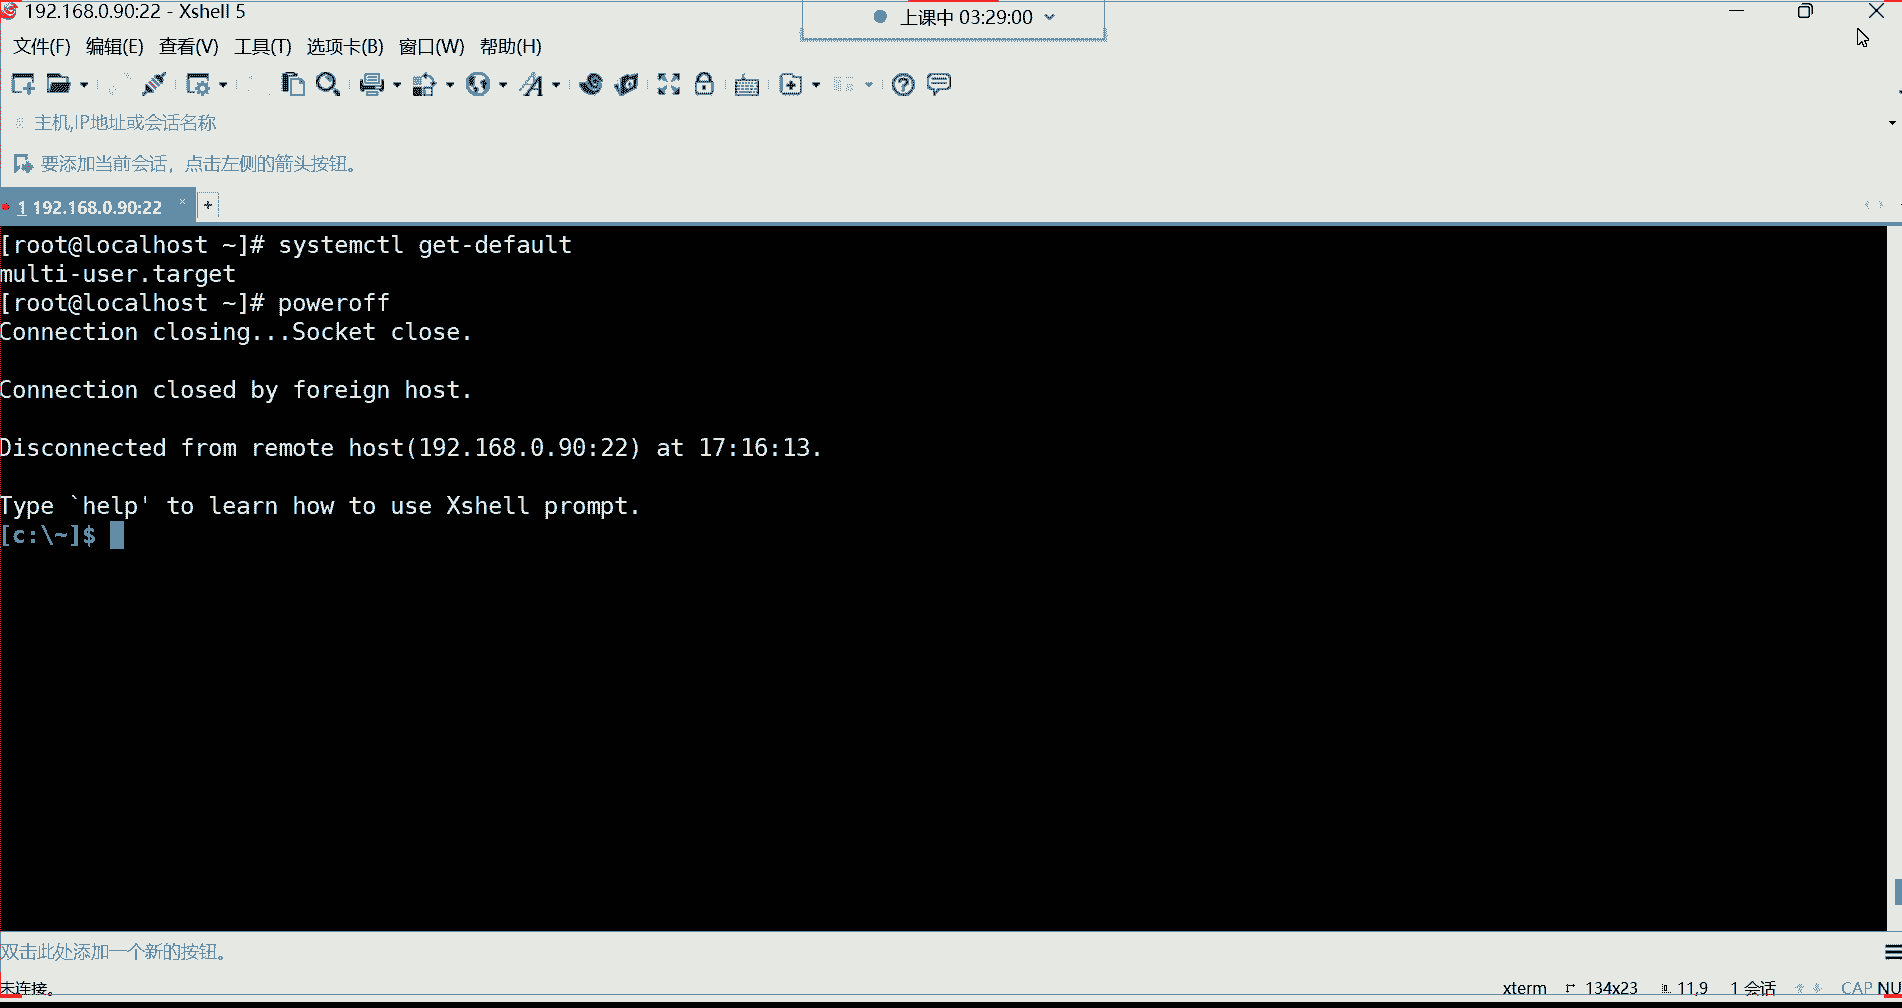 192.168.0.90:22 - Xshell 5
上课中 03:29:00
文件(F) 编辑(E) 查看(V) 工具(T) 选项卡(B) 窗口(W) 帮助(H)
主机,IP地址或会话名称
要添加当前会话，点击左侧的箭头按钮。
1 192.168.0.90:22
[root@localhost ~]# systemctl get-default
multi-user.target
[root@localhost ~]# poweroff
Connection closing...Socket close.
Connection closed by foreign host.
Disconnected from remote host(192.168.0.90:22) at 17:16:13.
Type `help' to learn how to use Xshell prompt.
[c:\~]$
双击此处添加一个新的按钮。
未连接。
xterm 134x23 11,9 1 会话 CAP NU